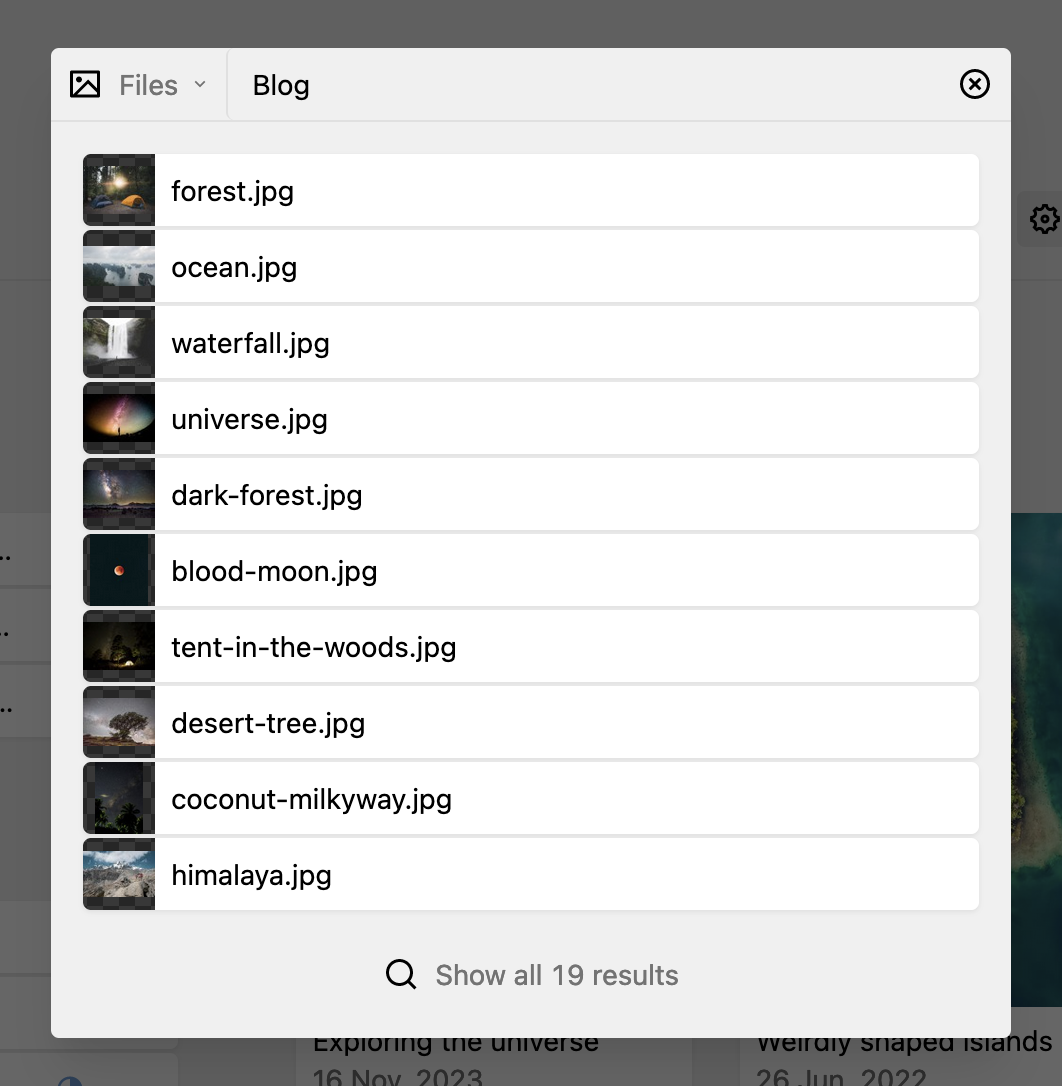 Files
Blog
forest.jpg
ocean.jpg
waterfall.jpg
universe.jpg
dark-forest.jpg
blood-moon.jpg
tent-in-the-woods.jpg
desert-tree.jpg
coconut-milkyway.jpg
himalaya.jpg
Show all 19 results
Exploring the universe
16 Nov, 2023
Weirdly shaped islands
26 Jun, 2022